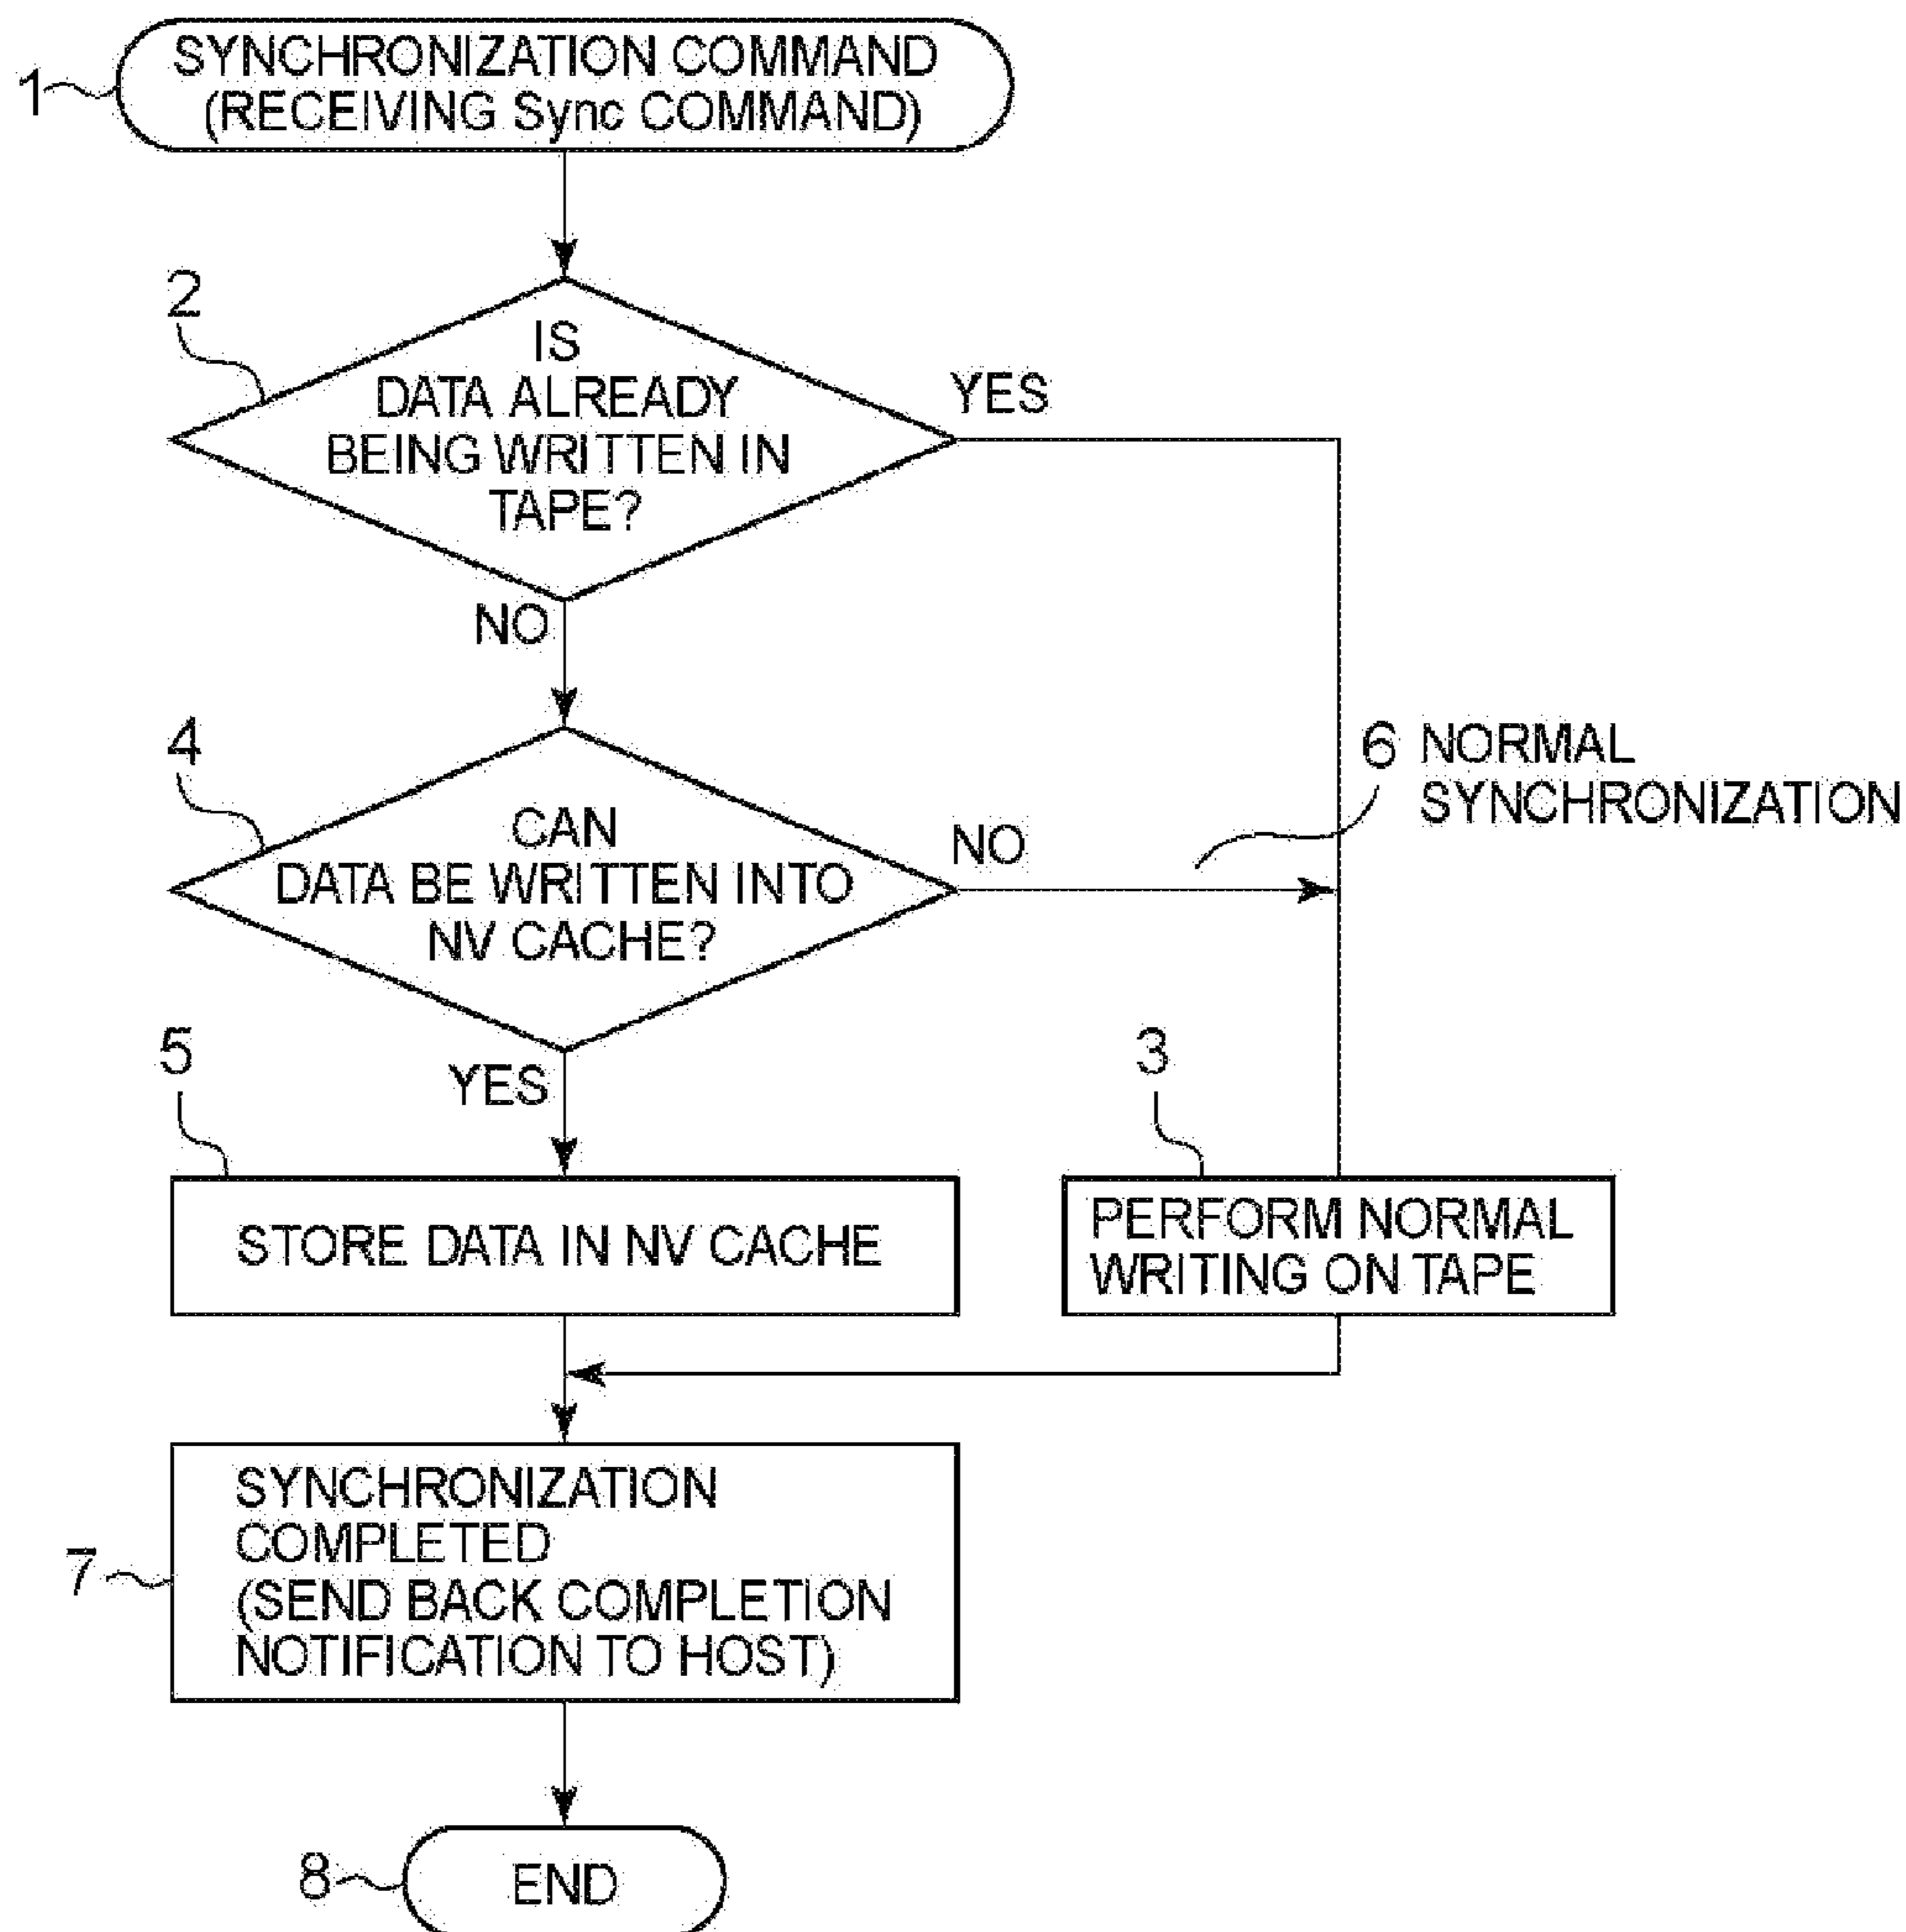 1
SYNCHRONIZATION COMMAND
(RECEIVING Sync COMMAND)
2
IS
DATA ALREADY
BEING WRITTEN IN
TAPE?
YES
NO
4
CAN
DATA BE WRITTEN INTO
NV CACHE?
NO
6 NORMAL
SYNCHRONIZATION
YES
5
STORE DATA IN NV CACHE
3
PERFORM NORMAL
WRITING ON TAPE
7
SYNCHRONIZATION
COMPLETED
(SEND BACK COMPLETION
NOTIFICATION TO HOST)
8
END